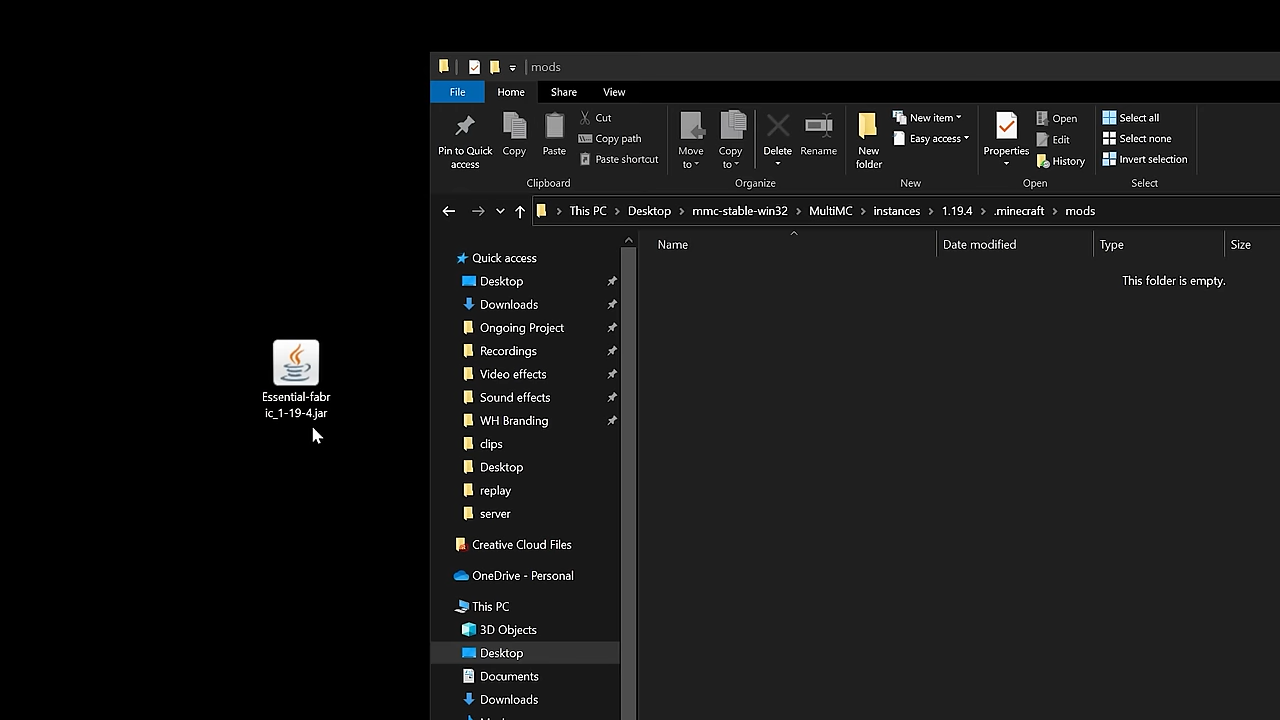 mods
File Home Share View
Pin to Quick access
Copy
Paste
Cut
Copy path
Paste shortcut
Clipboard
Move to
Copy to
Delete
Rename
Organize
New folder
New item
Easy access
New
Properties
Open
Edit
History
Open
Select all
Select none
Invert selection
Select
This PC > Desktop > mmc-stable-win32 > MultiMC > instances > 1.19.4 > .minecraft > mods
Name Date modified Type Size
This folder is empty.
Quick access
Desktop
Downloads
Ongoing Project
Recordings
Video effects
Sound effects
WH Branding
clips
Desktop
replay
server
Creative Cloud Files
OneDrive - Personal
This PC
3D Objects
Desktop
Documents
Downloads
Essential-fabr
ic_1-19-4.jar